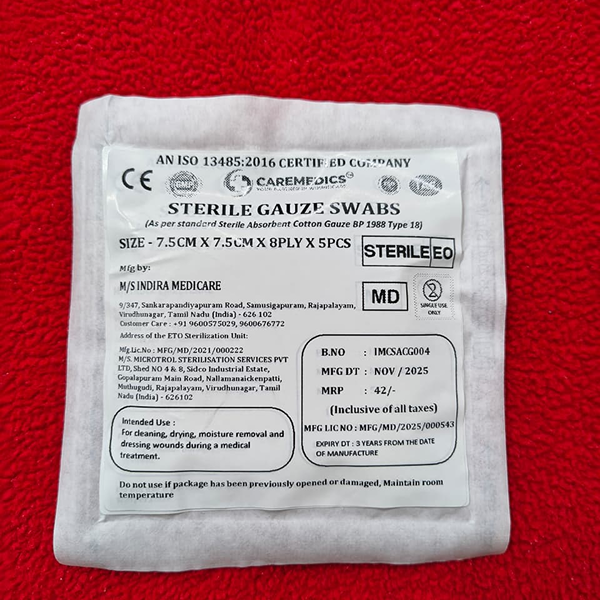 AN ISO 13485:2016 CERTIFIED COMPANY
CE
GMP
CAREMEDICS
STERILE GAUZE SWABS
(As per standard Sterile Absorbent Cotton Gauze BP 1988 Type 18)
SIZE - 7.5CM X 7.5CM X 8PLY X 5PCS
STERILE EO
Mfg by:
M/S INDIRA MEDICARE
MD
SINGLE USE
ONLY
9/347, Sankarapandiyapuram Road, Samusigapuram, Rajapalayam,
Virudhunagar, Tamil Nadu (India) - 626 102
Customer Care : +91 9600575029, 9600676772
Address of the ETO Sterilization Unit:
Mfg Lic.No : MFG/MD/2021/000222
M/S. MICROTROL STERILISATION SERVICES PVT
LTD, Shed NO 4 & 8, Sidco Industrial Estate,
Gopalapuram Main Road, Nallamanaickenpatti,
Muthugudi, Rajapalayam, Virudhunagar, Tamil
Nadu (India) - 626102
B.NO : IMCSACG004
MFG DT : NOV / 2025
MRP : 42/-
(Inclusive of all taxes)
MFG LIC NO : MFG/MD/2025/000543
EXPIRY DT : 3 YEARS FROM THE DATE
OF MANUFACTURE
Intended Use :
For cleaning, drying, moisture removal and
dressing wounds during a medical
treatment.
Do not use if package has been previously opened or damaged, Maintain room
temperature